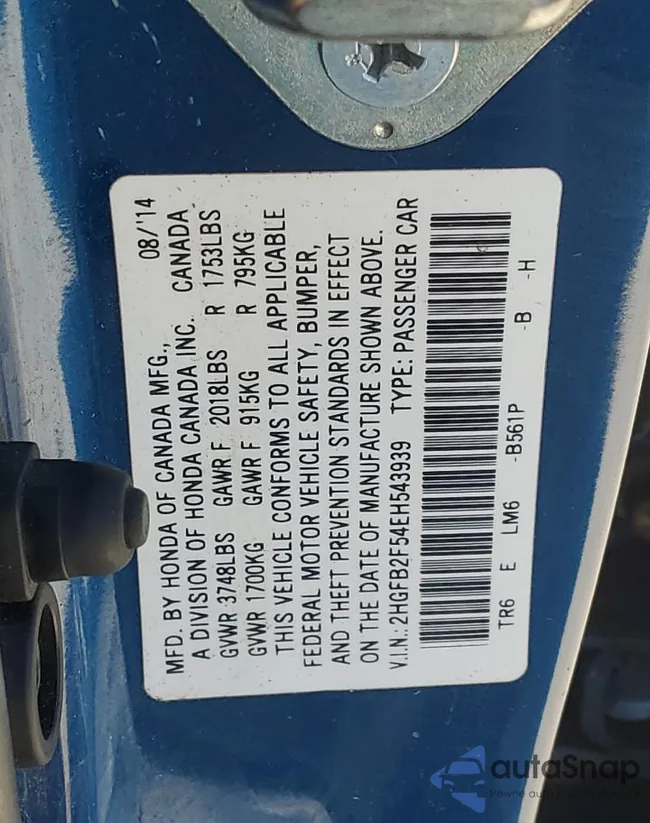 MFD. BY HONDA OF CANADA MFG., 08/'14
A DIVISION OF HONDA CANADA INC. CANADA
GVWR 3748LBS GAWR F 2018LBS R 1753LBS
GVWR 1700KG GAWR F 915KG R 795KG
THIS VEHICLE CONFORMS TO ALL APPLICABLE
FEDERAL MOTOR VEHICLE SAFETY, BUMPER,
AND THEFT PREVENTION STANDARDS IN EFFECT
ON THE DATE OF MANUFACTURE SHOWN ABOVE.
V.I.N.: 2HGFB2F54EH543939 TYPE: PASSENGER CAR
TR6 E LM6 -B561P -B -H
autaSnap